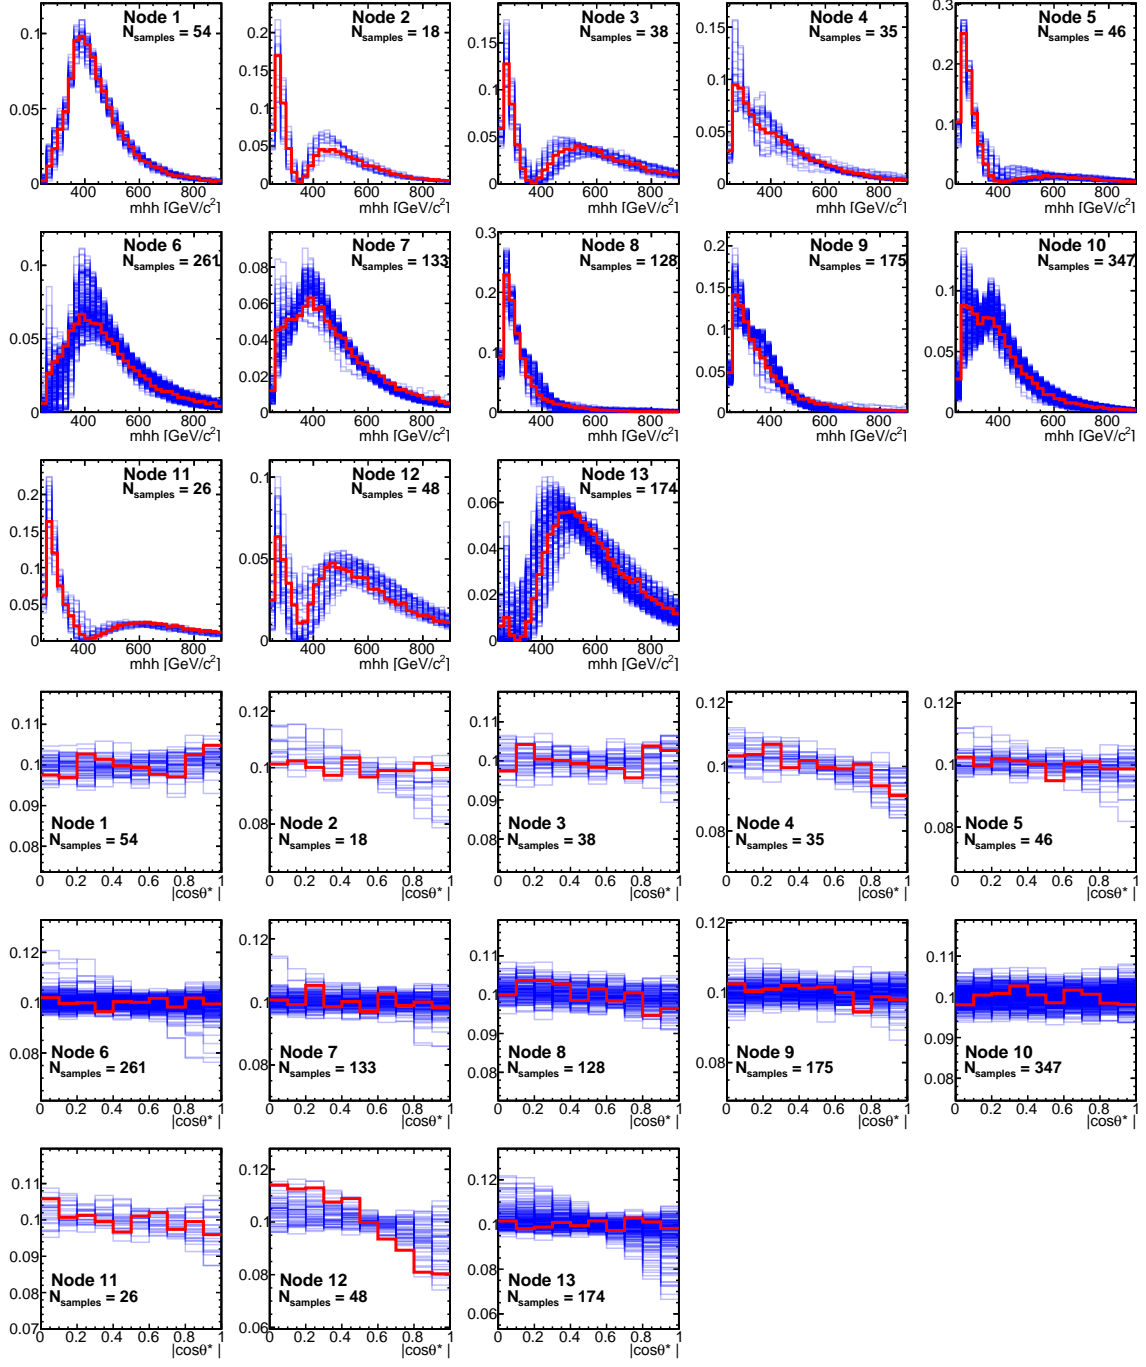 Node 1
N_samples = 54
0.1
0.05
0
400 600 800
mhh [GeV/c²]
Node 2
N_samples = 18
0.2
0.15
0.1
0.05
0
400 600 800
mhh [GeV/c²]
Node 3
N_samples = 38
0.15
0.1
0.05
0
400 600 800
mhh [GeV/c²]
Node 4
N_samples = 35
0.15
0.1
0.05
0
400 600 800
mhh [GeV/c²]
Node 5
N_samples = 46
0.3
0.2
0.1
0
400 600 800
mhh [GeV/c²]
Node 6
N_samples = 261
0.1
0.05
0
400 600 800
mhh [GeV/c²]
Node 7
N_samples = 133
0.08
0.06
0.04
0.02
0
400 600 800
mhh [GeV/c²]
Node 8
N_samples = 128
0.3
0.2
0.1
0
400 600 800
mhh [GeV/c²]
Node 9
N_samples = 175
0.2
0.15
0.1
0.05
0
400 600 800
mhh [GeV/c²]
Node 10
N_samples = 347
0.1
0.05
0
400 600 800
mhh [GeV/c²]
Node 11
N_samples = 26
0.2
0.15
0.1
0.05
0
400 600 800
mhh [GeV/c²]
Node 12
N_samples = 48
0.1
0.05
0
400 600 800
mhh [GeV/c²]
Node 13
N_samples = 174
0.06
0.04
0.02
0
400 600 800
mhh [GeV/c²]
0.11
0.1
0.09
0.08
Node 1
N_samples = 54
0 0.2 0.4 0.6 0.8 1
|cosθ* |
0.12
0.1
0.08
Node 2
N_samples = 18
0 0.2 0.4 0.6 0.8 1
|cosθ* |
0.11
0.1
0.09
0.08
Node 3
N_samples = 38
0 0.2 0.4 0.6 0.8 1
|cosθ* |
0.12
0.1
0.08
Node 4
N_samples = 35
0 0.2 0.4 0.6 0.8 1
|cosθ* |
0.12
0.1
0.08
Node 5
N_samples = 46
0 0.2 0.4 0.6 0.8 1
|cosθ* |
0.12
0.1
0.08
Node 6
N_samples = 261
0 0.2 0.4 0.6 0.8 1
|cosθ* |
0.12
0.1
0.08
Node 7
N_samples = 133
0 0.2 0.4 0.6 0.8 1
|cosθ* |
0.11
0.1
0.09
0.08
Node 8
N_samples = 128
0 0.2 0.4 0.6 0.8 1
|cosθ* |
0.12
0.1
0.08
Node 9
N_samples = 175
0 0.2 0.4 0.6 0.8 1
|cosθ* |
0.11
0.1
0.09
0.08
Node 10
N_samples = 347
0 0.2 0.4 0.6 0.8 1
|cosθ* |
0.11
0.1
0.09
0.08
0.07
Node 11
N_samples = 26
0 0.2 0.4 0.6 0.8 1
|cosθ* |
0.12
0.1
0.08
0.06
Node 12
N_samples = 48
0 0.2 0.4 0.6 0.8 1
|cosθ* |
0.12
0.1
0.08
0.06
Node 13
N_samples = 174
0 0.2 0.4 0.6 0.8 1
|cosθ* |